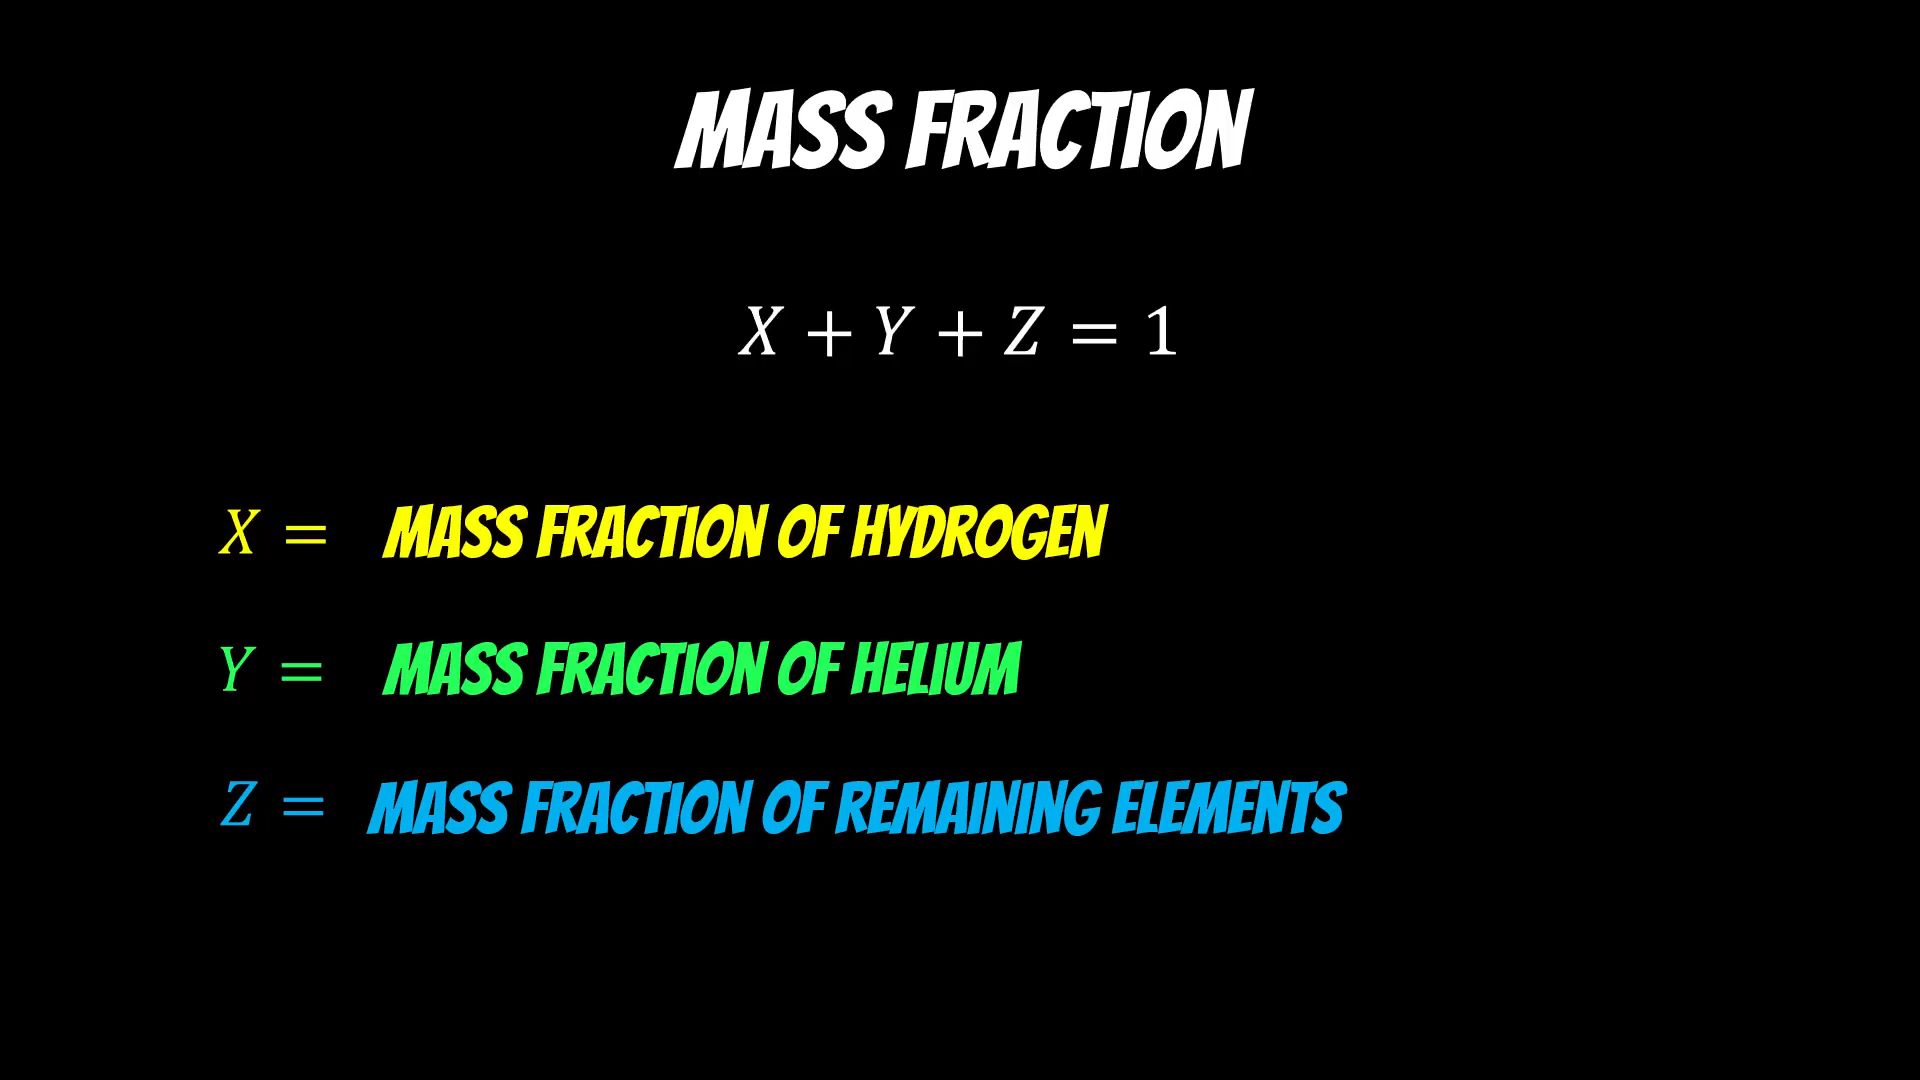 MASS FRACTION
X + Y + Z = 1
X = MASS FRACTION OF HYDROGEN
Y = MASS FRACTION OF HELIUM
Z = MASS FRACTION OF REMAINING ELEMENTS